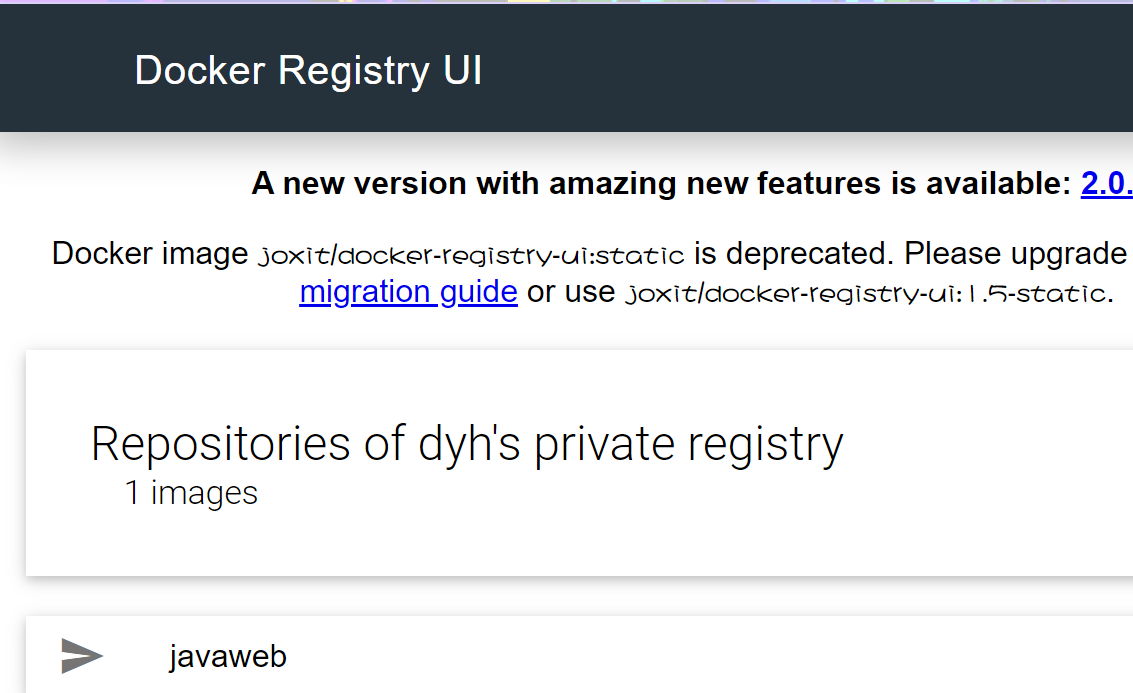 Docker Registry UI
A new version with amazing new features is available: 2.0.
Docker image joxit/docker-registry-ui:static is deprecated. Please upgrade
migration guide or use joxit/docker-registry-ui:1.5-static.
Repositories of dyh's private registry
1 images
javaweb